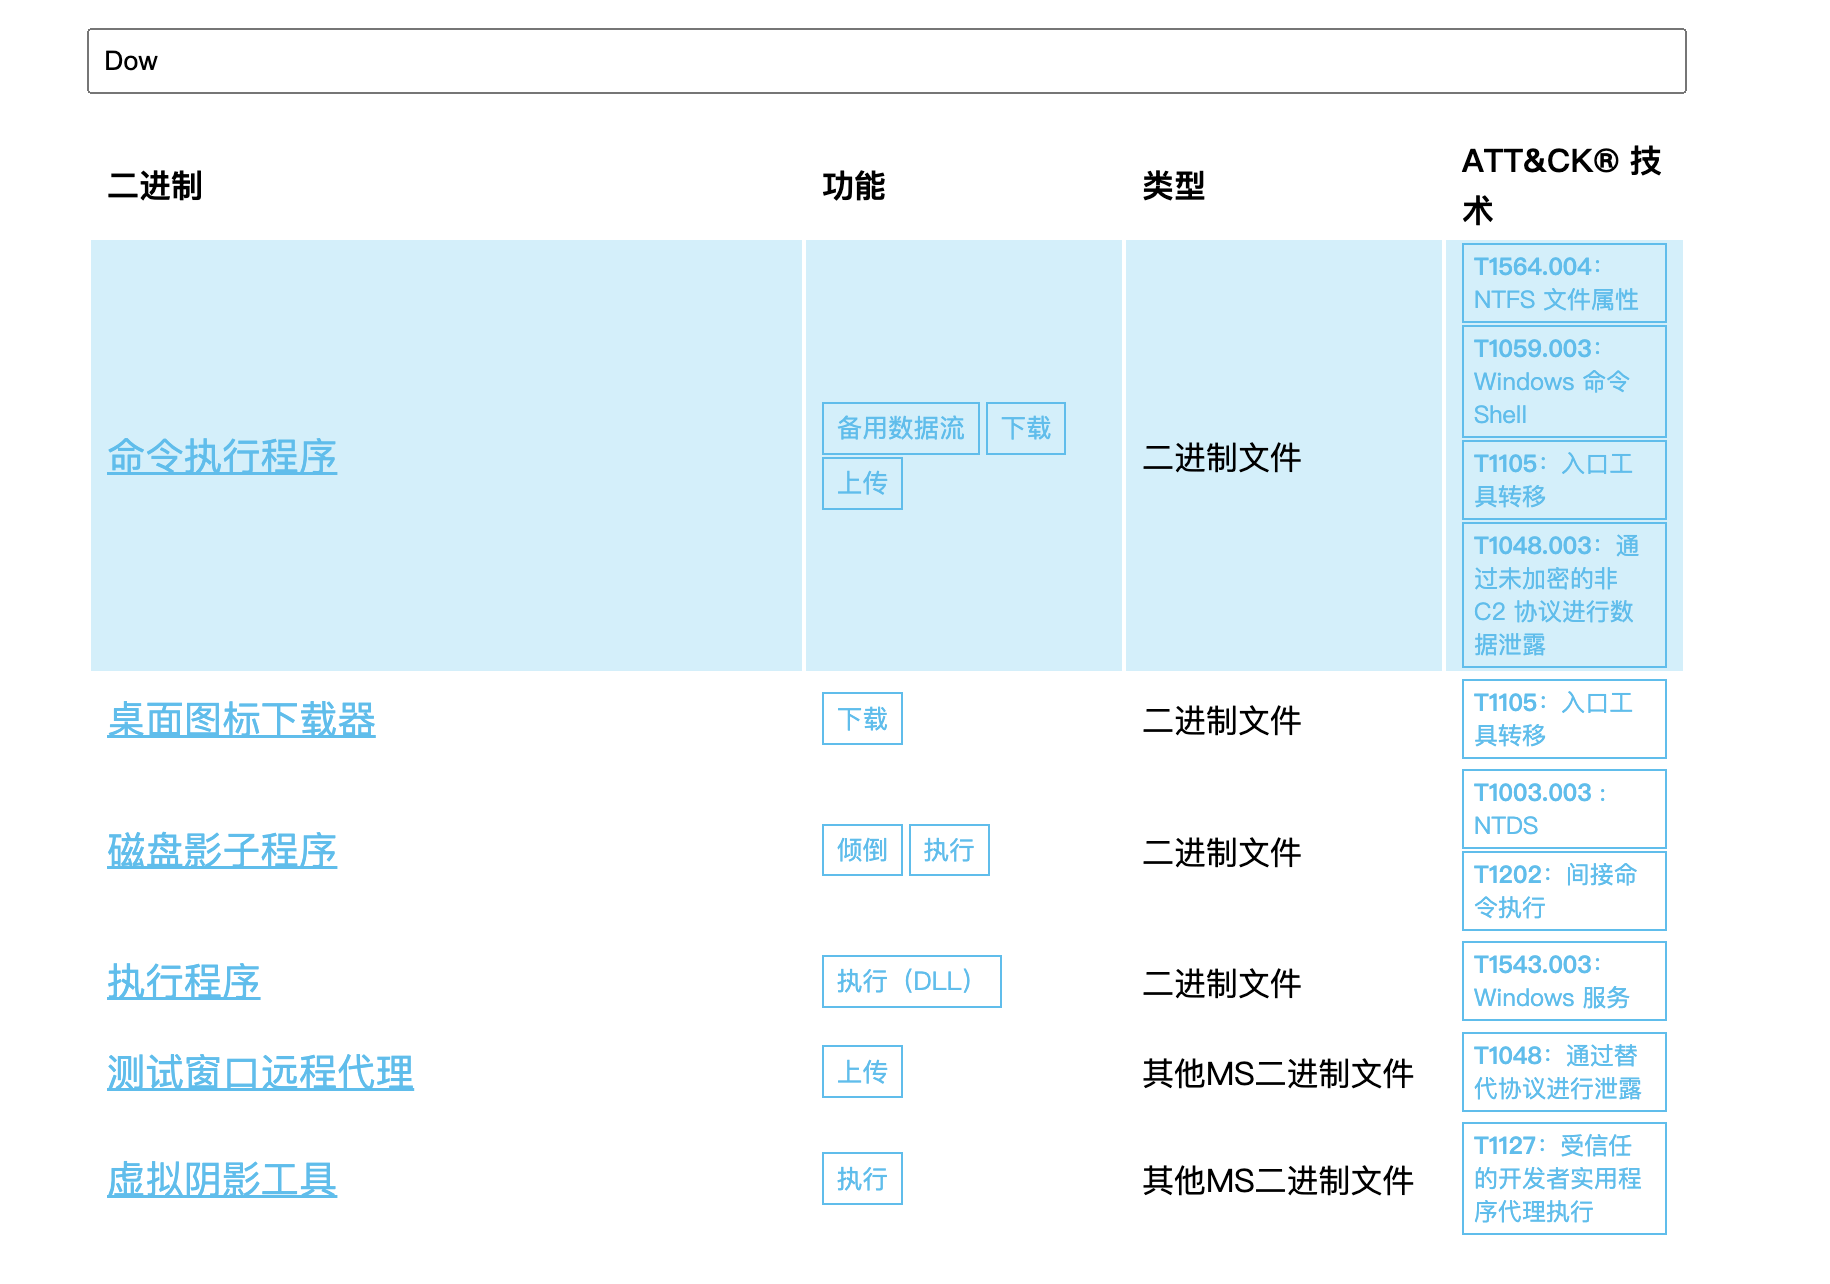 Dow
二进制
功能
类型
ATT&CK® 技
术
命令执行程序
备用数据流
下载
上传
二进制文件
T1564.004：
NTFS 文件属性
T1059.003：
Windows 命令
Shell
T1105：入口工
具转移
T1048.003：通
过未加密的非
C2 协议进行数
据泄露
桌面图标下载器
下载
二进制文件
T1105：入口工
具转移
磁盘影子程序
倾倒
执行
二进制文件
T1003.003：
NTDS
T1202：间接命
令执行
执行程序
执行（DLL）
二进制文件
T1543.003：
Windows 服务
测试窗口远程代理
上传
其他MS二进制文件
T1048：通过替
代协议进行泄露
虚拟阴影工具
执行
其他MS二进制文件
T1127：受信任
的开发者实用程
序代理执行